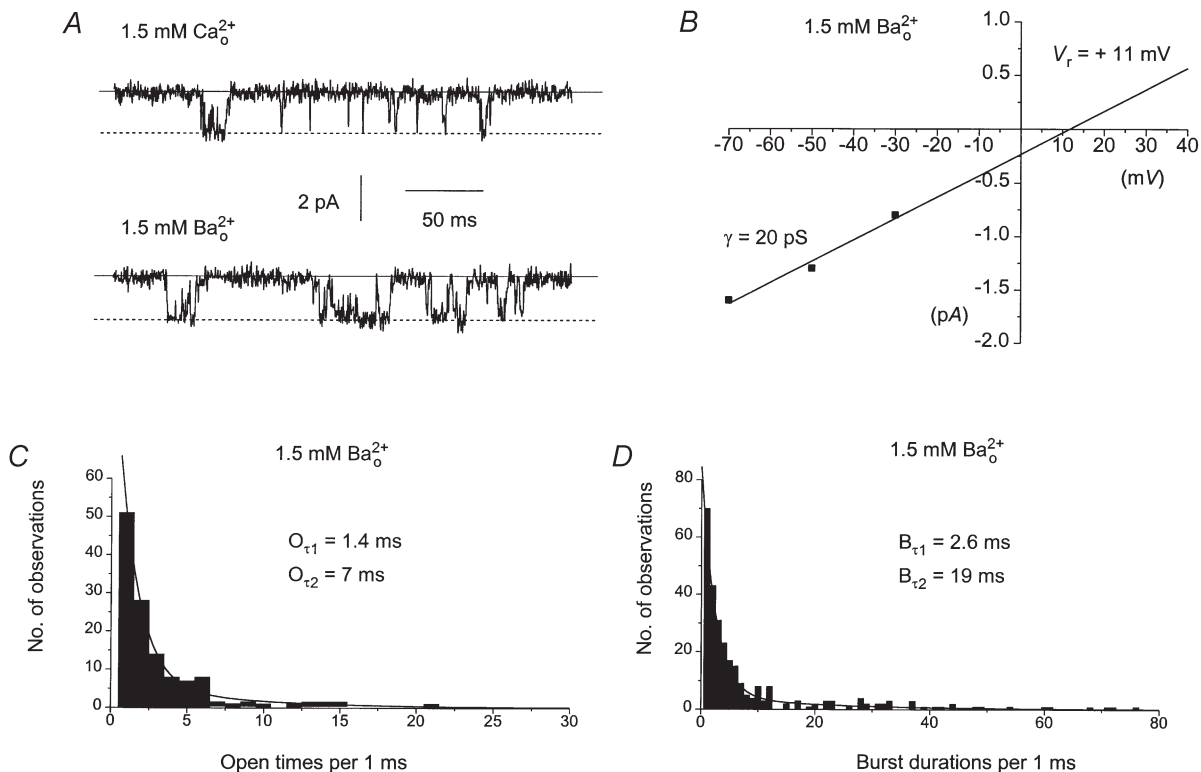 A
1.5 mM Ca²⁺ₒ
2 pA
50 ms
1.5 mM Ba²⁺ₒ
B
1.5 mM Ba²⁺ₒ
1.0
Vᵣ = + 11 mV
0.5
-70 -60 -50 -40 -30 -20 -10 0 10 20 30 40
(mV)
-0.5
γ = 20 pS
-1.0
-1.5
(pA)
-2.0
C
1.5 mM Ba²⁺ₒ
No. of observations
60
50
40
30
20
10
0
O_τ1 = 1.4 ms
O_τ2 = 7 ms
0 5 10 15 20 25 30
Open times per 1 ms
D
1.5 mM Ba²⁺ₒ
No. of observations
80
60
40
20
0
B_τ1 = 2.6 ms
B_τ2 = 19 ms
0 20 40 60 80
Burst durations per 1 ms